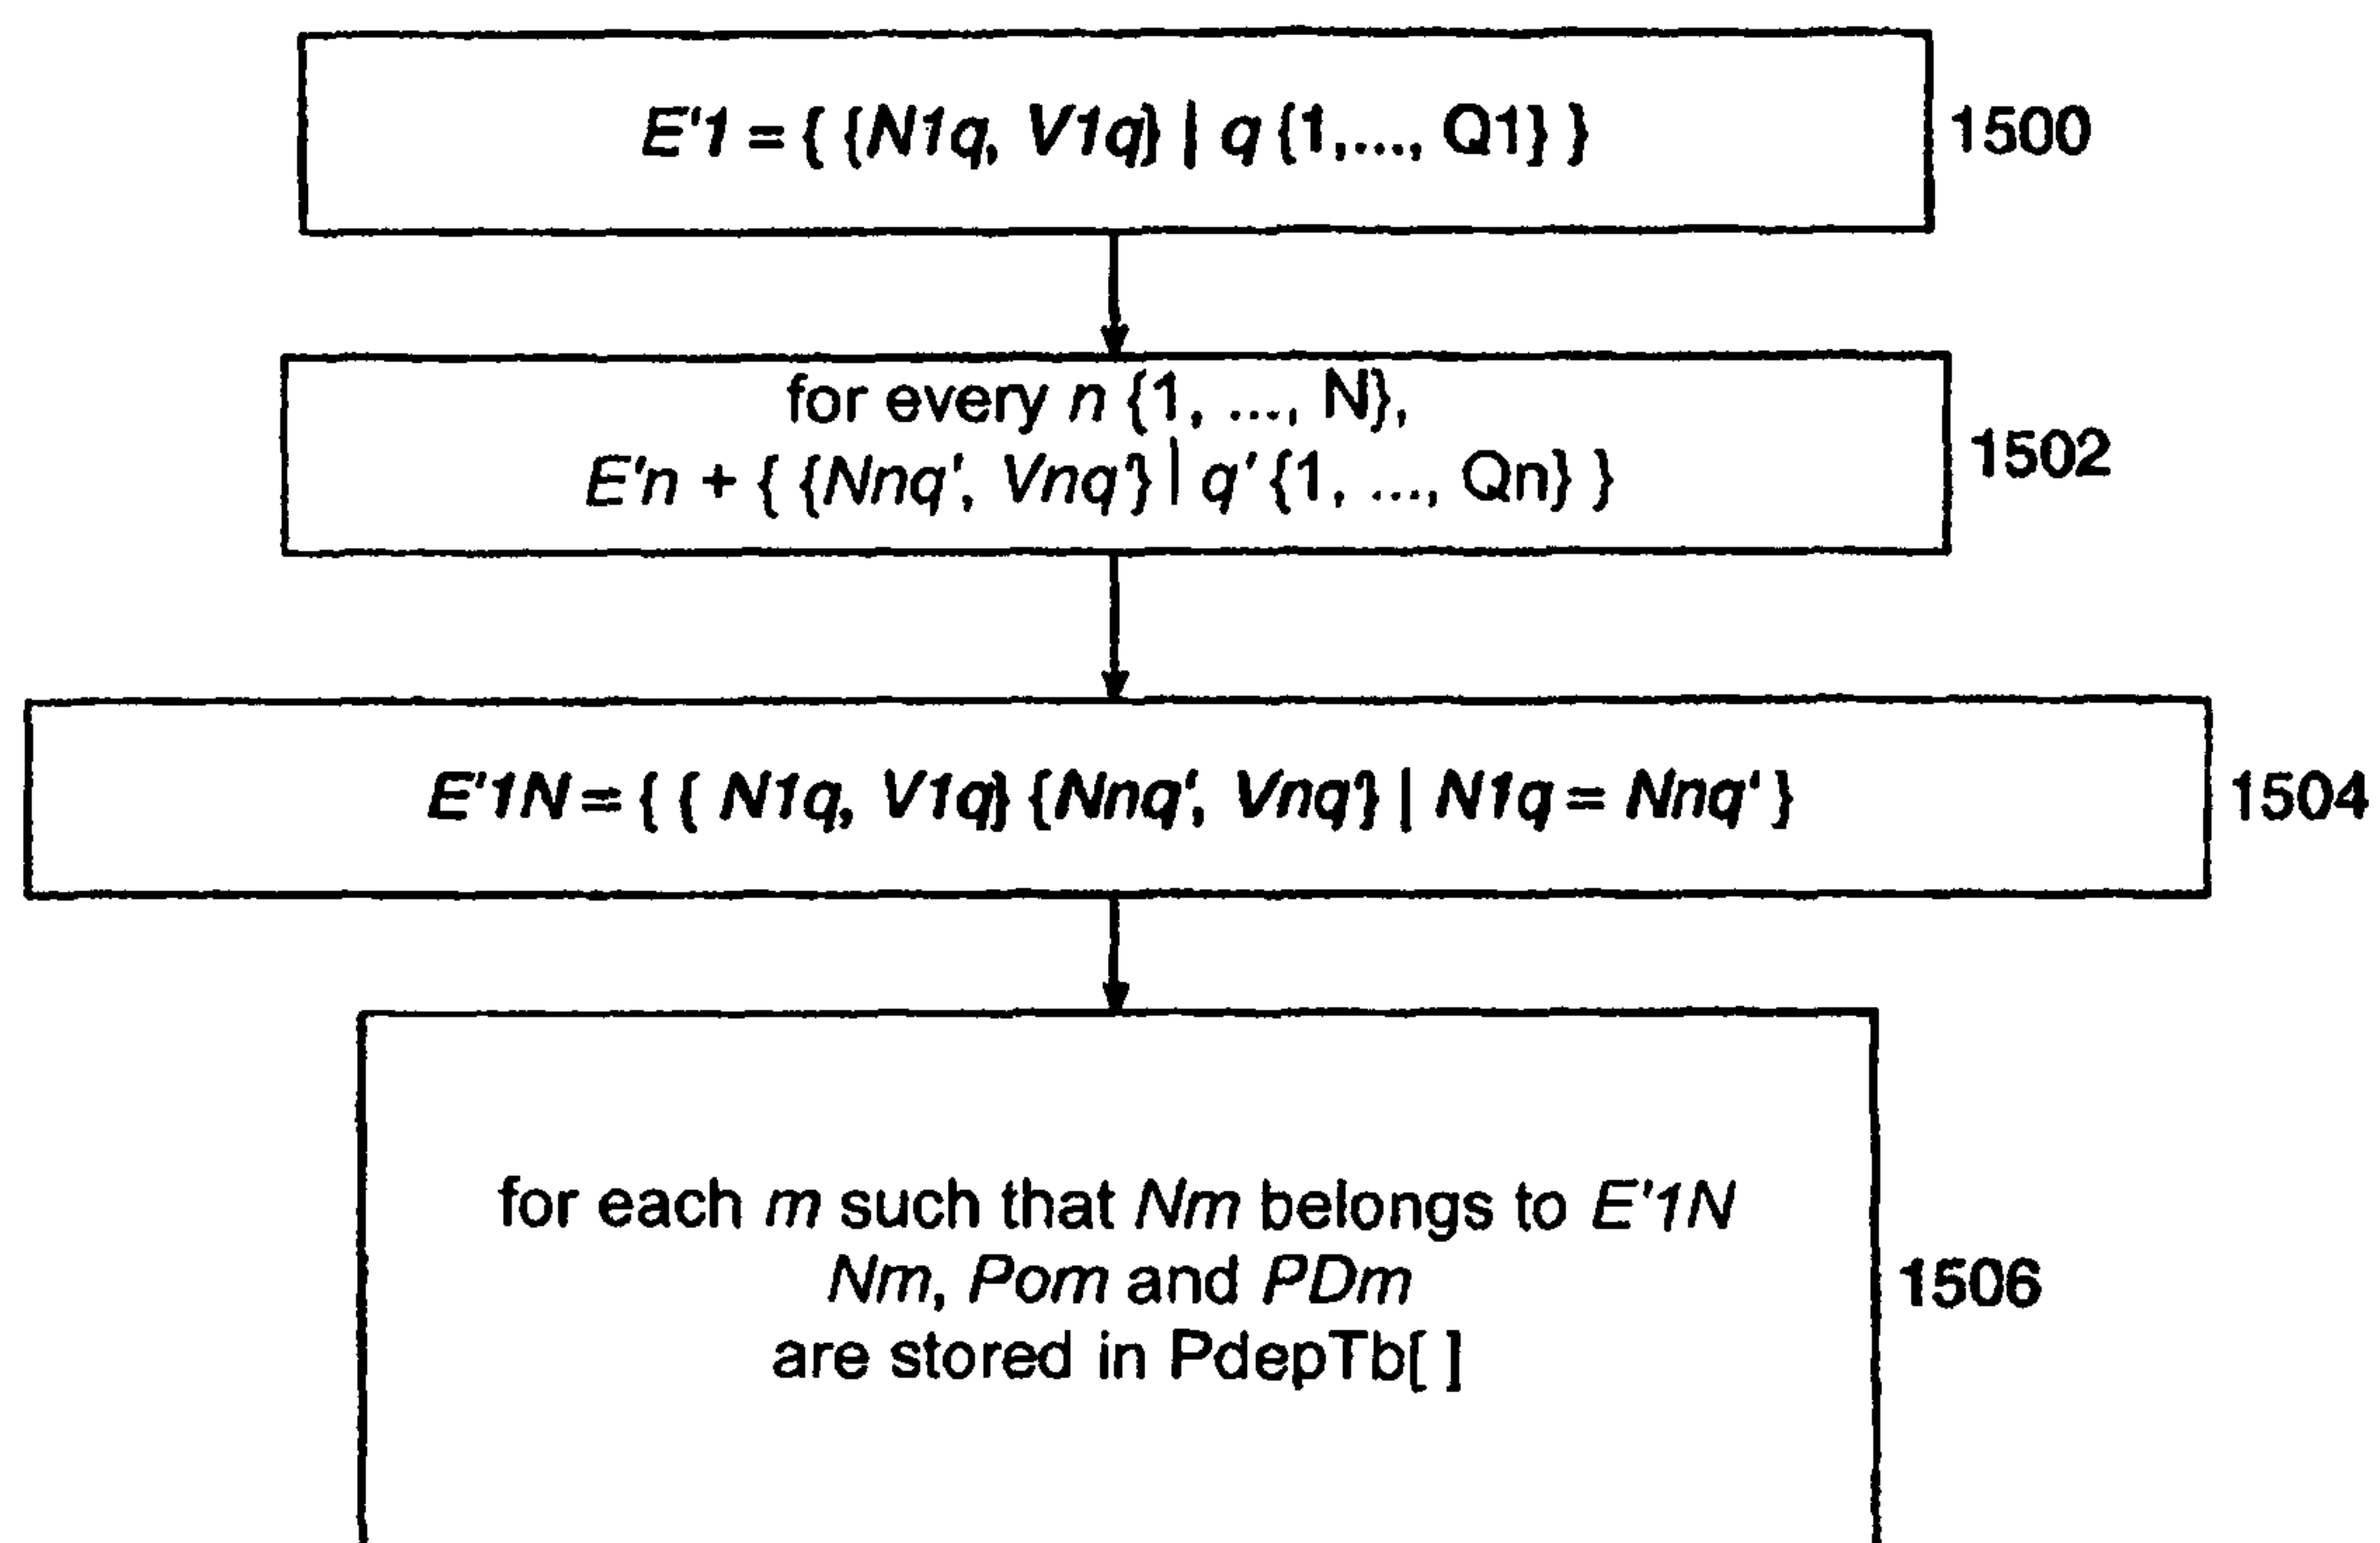 E'1 = { {N1q, V1q} | q {1,..., Q1} }
1500
for every n {1, ..., N},
E'n + { {Nnq', Vnq'} | q' {1, ..., Qn} }
1502
E'1N = { ( N1q, V1q} {Nnq', Vnq'} | N1q = Nnq' }
1504
for each m such that Nm belongs to E'1N
Nm, Pom and PDm
are stored in PdepTb[ ]
1506